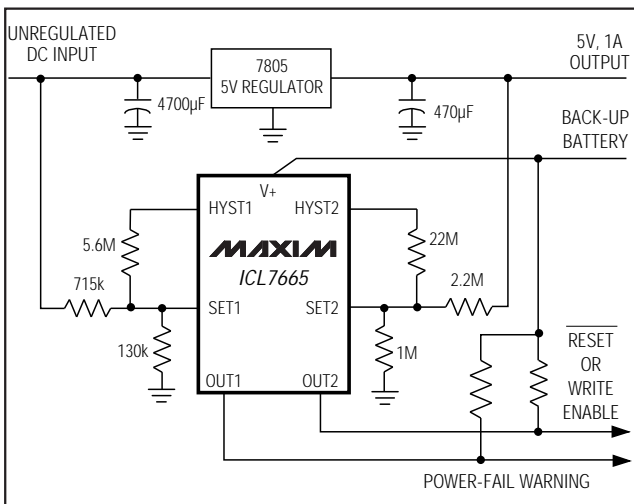 UNREGULATED
DC INPUT
7805
5V REGULATOR
5V, 1A
OUTPUT
4700µF
470µF
BACK-UP
BATTERY
V+
HYST1
HYST2
MAXIM
ICL7665
5.6M
22M
715k
2.2M
SET1
SET2
130k
1M
OUT1
OUT2
RESET
OR
WRITE
ENABLE
POWER-FAIL WARNING